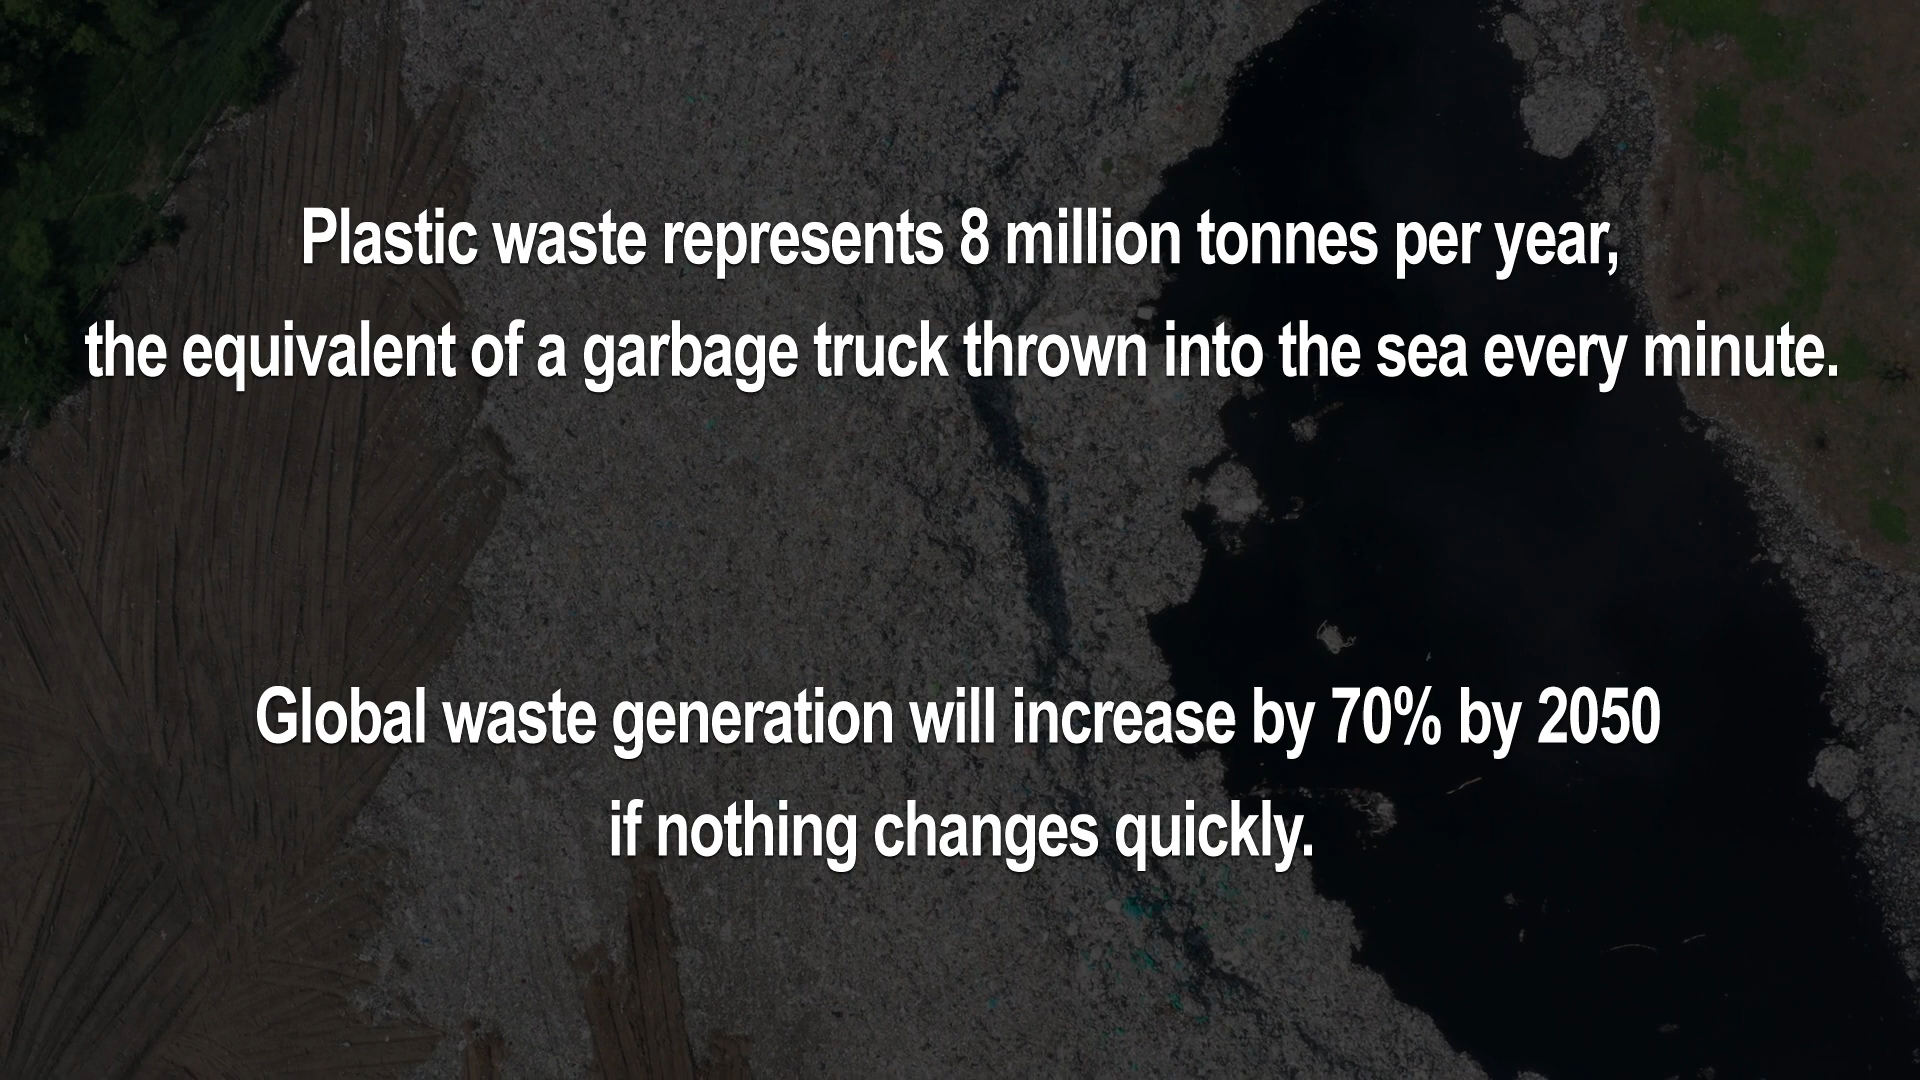 Plastic waste represents 8 million tonnes per year,
the equivalent of a garbage truck thrown into the sea every minute.
Global waste generation will increase by 70% by 2050
if nothing changes quickly.